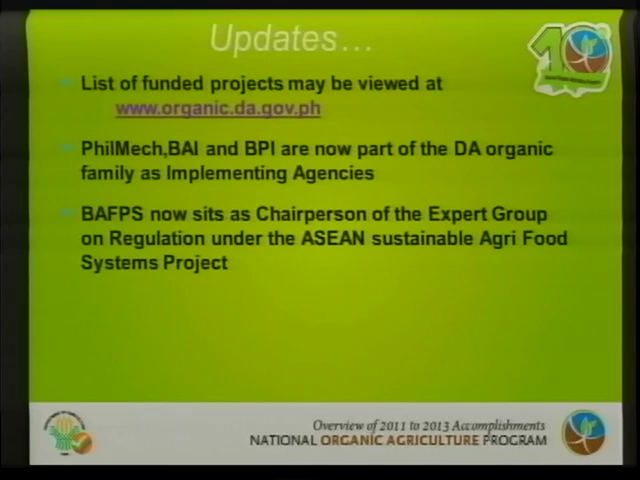 Updates...
List of funded projects may be viewed at
www.organic.da.gov.ph
PhilMech,BAI and BPI are now part of the DA organic
family as Implementing Agencies
BAFPS now sits as Chairperson of the Expert Group
on Regulation under the ASEAN sustainable Agri Food
Systems Project
10
Overview of 2011 to 2013 Accomplishments
NATIONAL ORGANIC AGRICULTURE PROGRAM